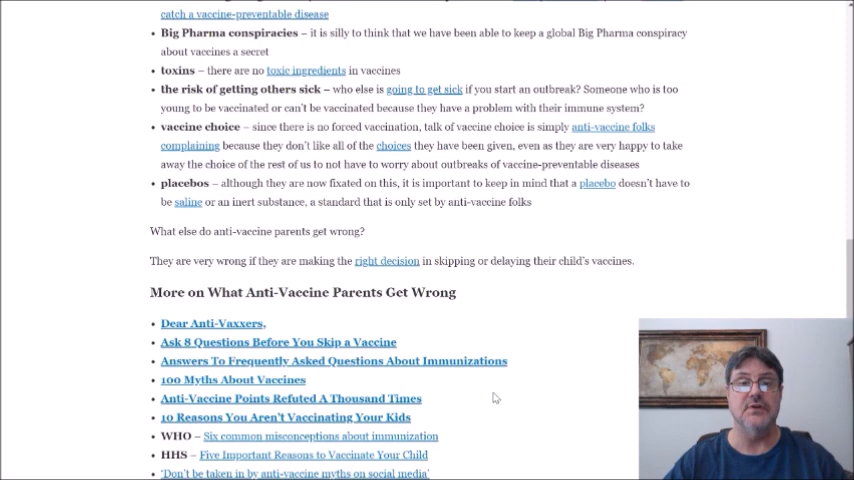 catch a vaccine-preventable disease
• Big Pharma conspiracies – it is silly to think that we have been able to keep a global Big Pharma conspiracy
about vaccines a secret
• toxins – there are no toxic ingredients in vaccines
• the risk of getting others sick – who else is going to get sick if you start an outbreak? Someone who is too
young to be vaccinated or can't be vaccinated because they have a problem with their immune system?
• vaccine choice – since there is no forced vaccination, talk of vaccine choice is simply anti-vaccine folks
complaining because they don't like all of the choices they have been given, even as they are very happy to take
away the choice of the rest of us to not have to worry about outbreaks of vaccine-preventable diseases
• placebos – although they are now fixated on this, it is important to keep in mind that a placebo doesn't have to
be saline or an inert substance, a standard that is only set by anti-vaccine folks
What else do anti-vaccine parents get wrong?
They are very wrong if they are making the right decision in skipping or delaying their child's vaccines.
More on What Anti-Vaccine Parents Get Wrong
• Dear Anti-Vaxxers,
• Ask 8 Questions Before You Skip a Vaccine
• Answers To Frequently Asked Questions About Immunizations
• 100 Myths About Vaccines
• Anti-Vaccine Points Refuted A Thousand Times
• 10 Reasons You Aren't Vaccinating Your Kids
• WHO – Six common misconceptions about immunization
• HHS – Five Important Reasons to Vaccinate Your Child
• 'Don't be taken in by anti-vaccine myths on social media'